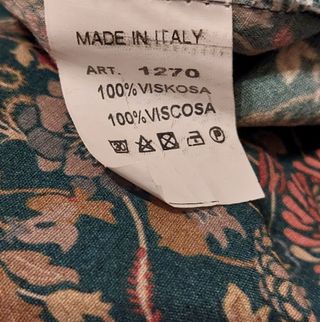 MADE IN ITALY
ART. 1270
100%VISKOSA
100%VISCOSA